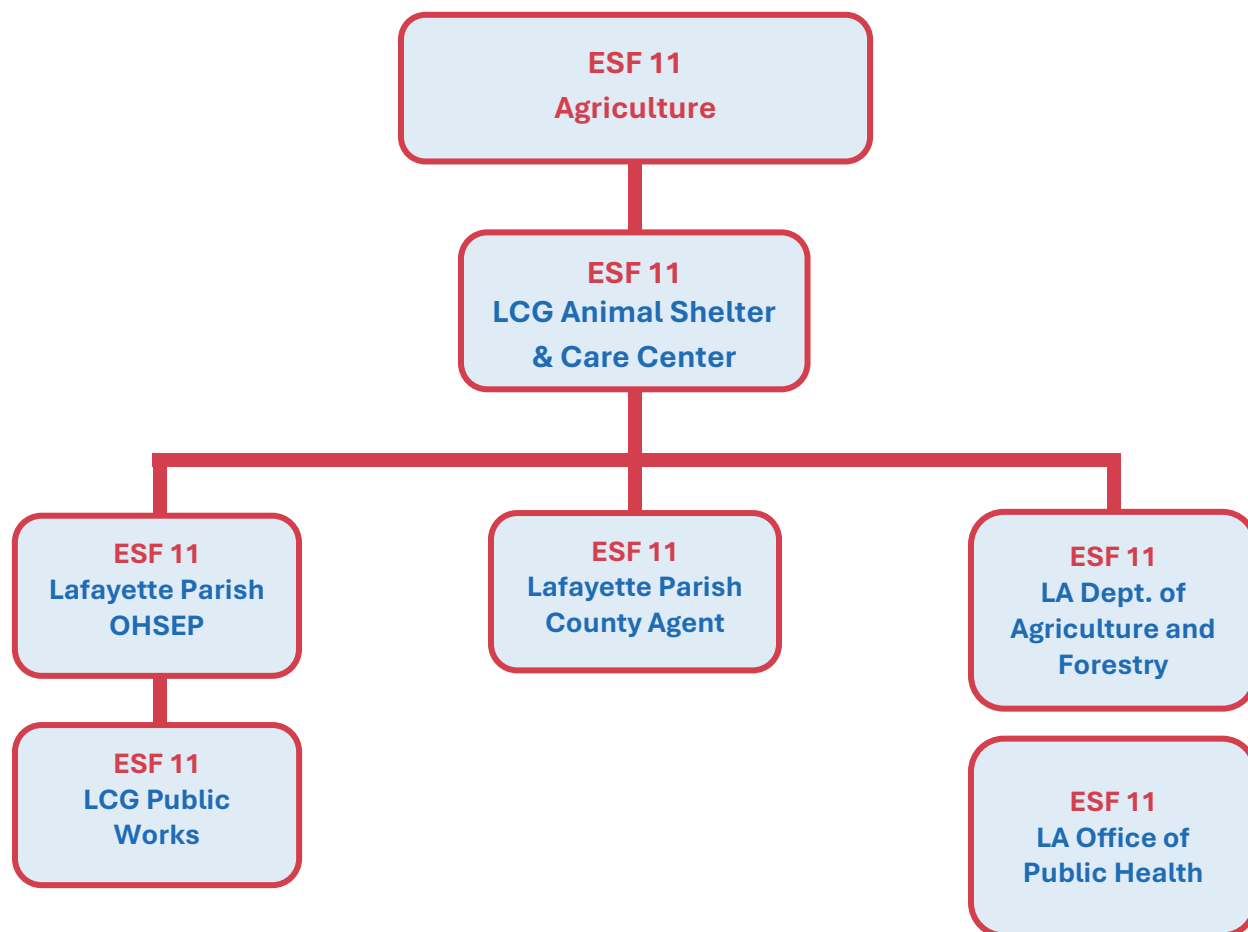 ESF 11
Agriculture
ESF 11
LCG Animal Shelter
& Care Center
ESF 11
Lafayette Parish
OHSEP
ESF 11
Lafayette Parish
County Agent
ESF 11
LA Dept. of
Agriculture and
Forestry
ESF 11
LCG Public
Works
ESF 11
LA Office of
Public Health